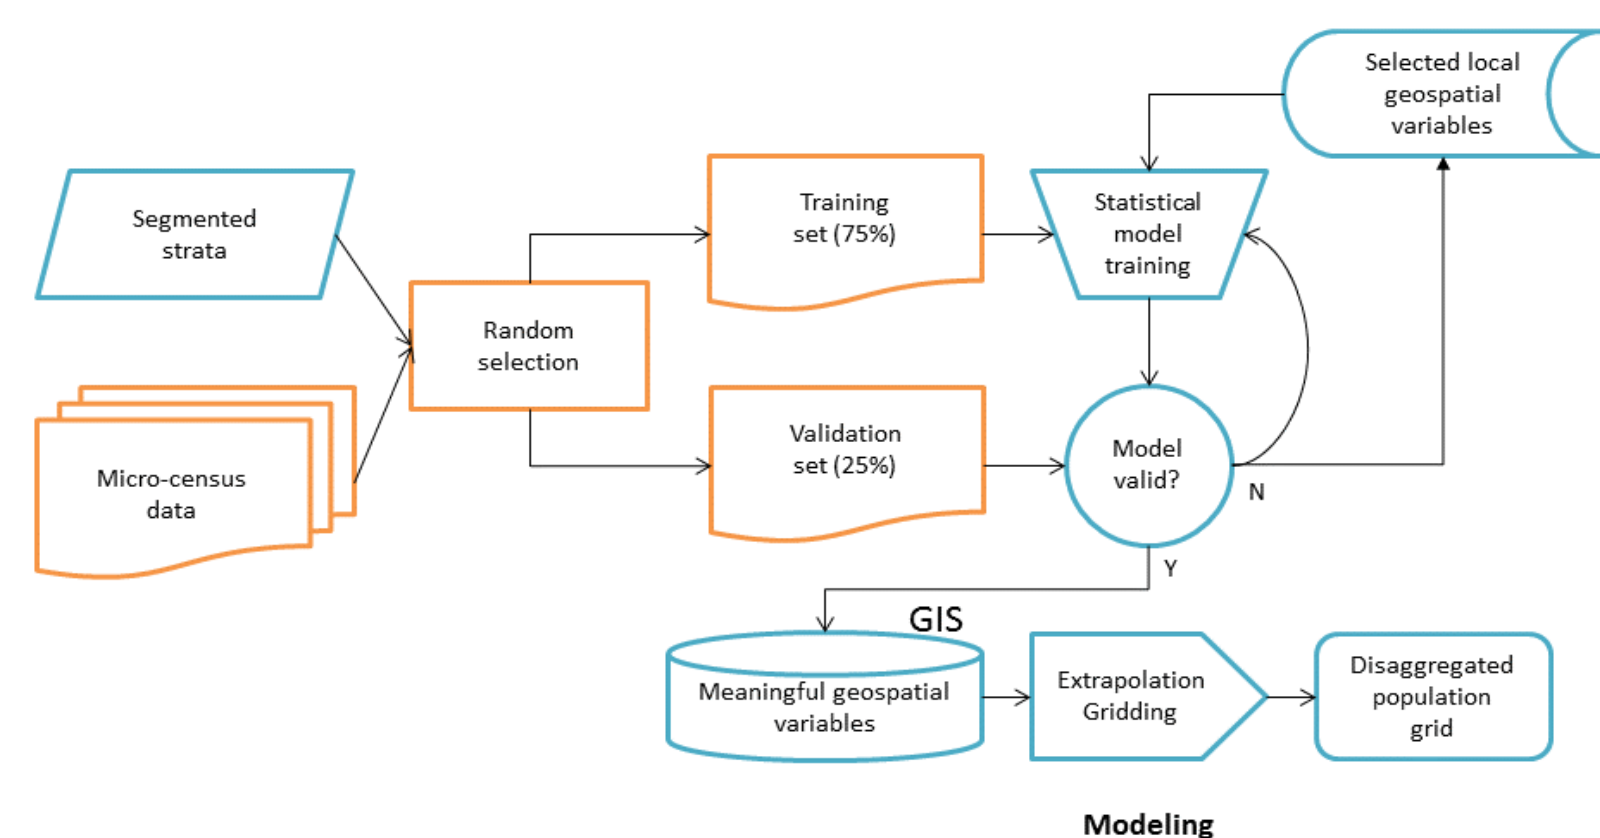 Selected local
geospatial
variables
Segmented
strata
Training
set (75%)
Statistical
model
training
Random
selection
Micro-census
data
Validation
set (25%)
Model
valid?
N
Y
GIS
Meaningful geospatial
variables
Extrapolation
Gridding
Disaggregated
population
grid
Modeling